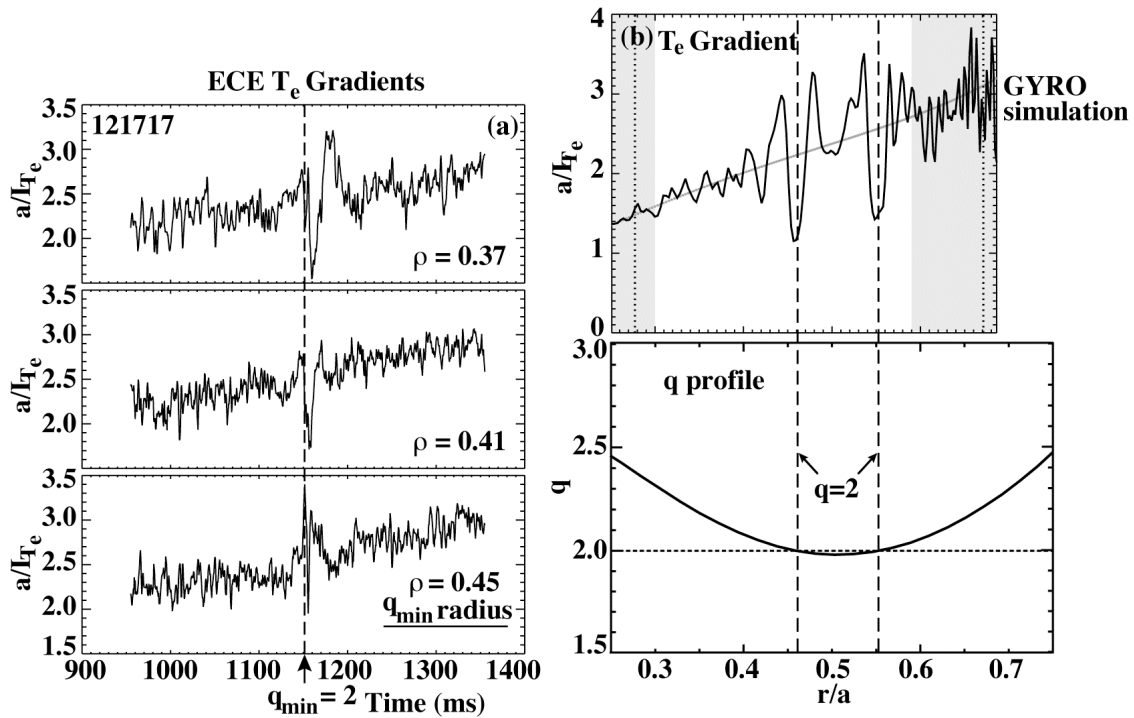 ECE Te Gradients
121717
(a)
3.5
3.0
2.5
2.0
a/LTe
ρ = 0.37
3.5
3.0
2.5
2.0
a/LTe
ρ = 0.41
3.5
3.0
2.5
2.0
1.5
a/LTe
ρ = 0.45
qmin radius
900 1000 1100 1200 1300 1400
qmin = 2 Time (ms)
(b) Te Gradient
4
3
2
1
0
a/LTe
GYRO
simulation
3.0
2.5
2.0
1.5
q
q profile
q=2
0.3 0.4 0.5 0.6 0.7
r/a